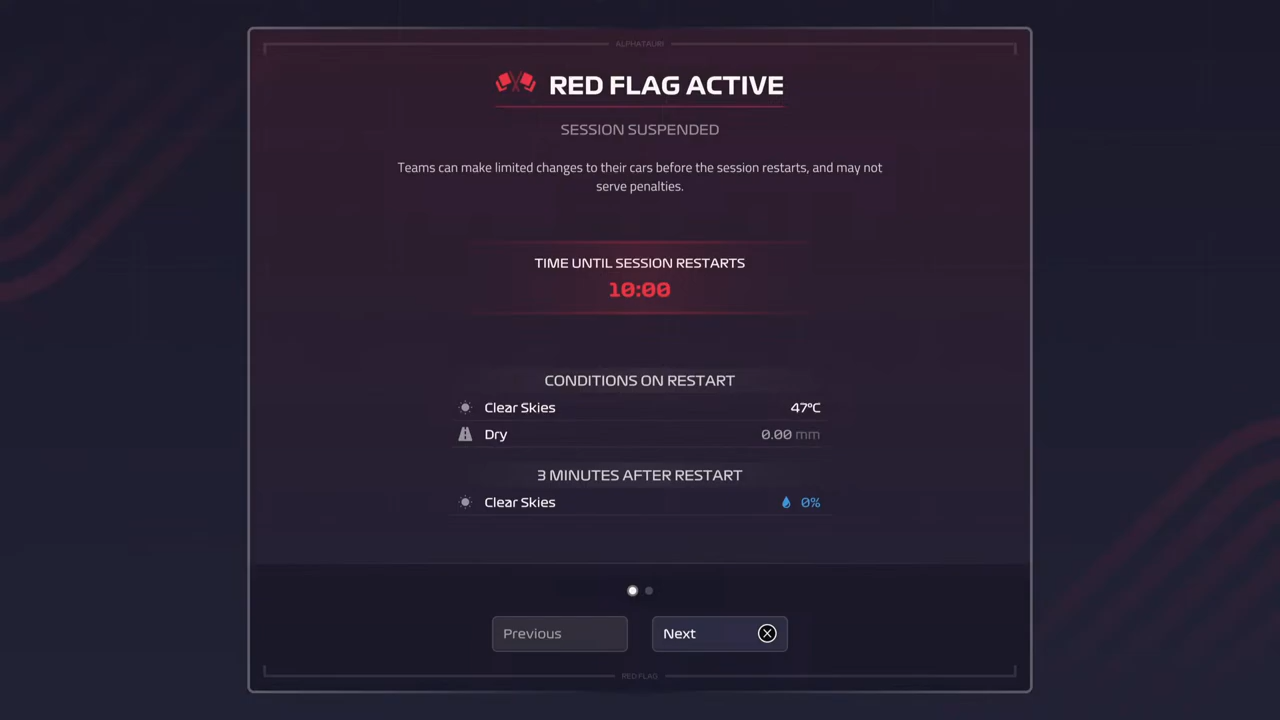 ALPHATAURI
RED FLAG ACTIVE
SESSION SUSPENDED
Teams can make limited changes to their cars before the session restarts, and may not
serve penalties.
TIME UNTIL SESSION RESTARTS
10:00
CONDITIONS ON RESTART
Clear Skies 47ºC
Dry 0.00 mm
3 MINUTES AFTER RESTART
Clear Skies 0%
Previous Next
RED FLAG